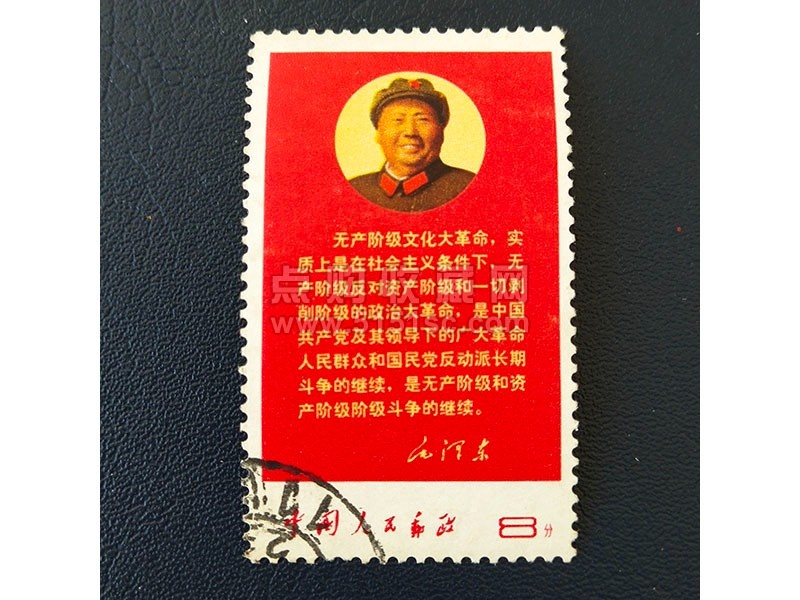 无产阶级文化大革命，实
质上是在社会主义条件下，无
产阶级反对资产阶级和一切剥
削阶级的政治大革命，是中国
共产党及其领导下的广大革命
人民群众和国民党反动派长期
斗争的继续，是无产阶级和资
产阶级阶级斗争的继续。
毛泽东
中国人民邮政 8分
点购收藏网